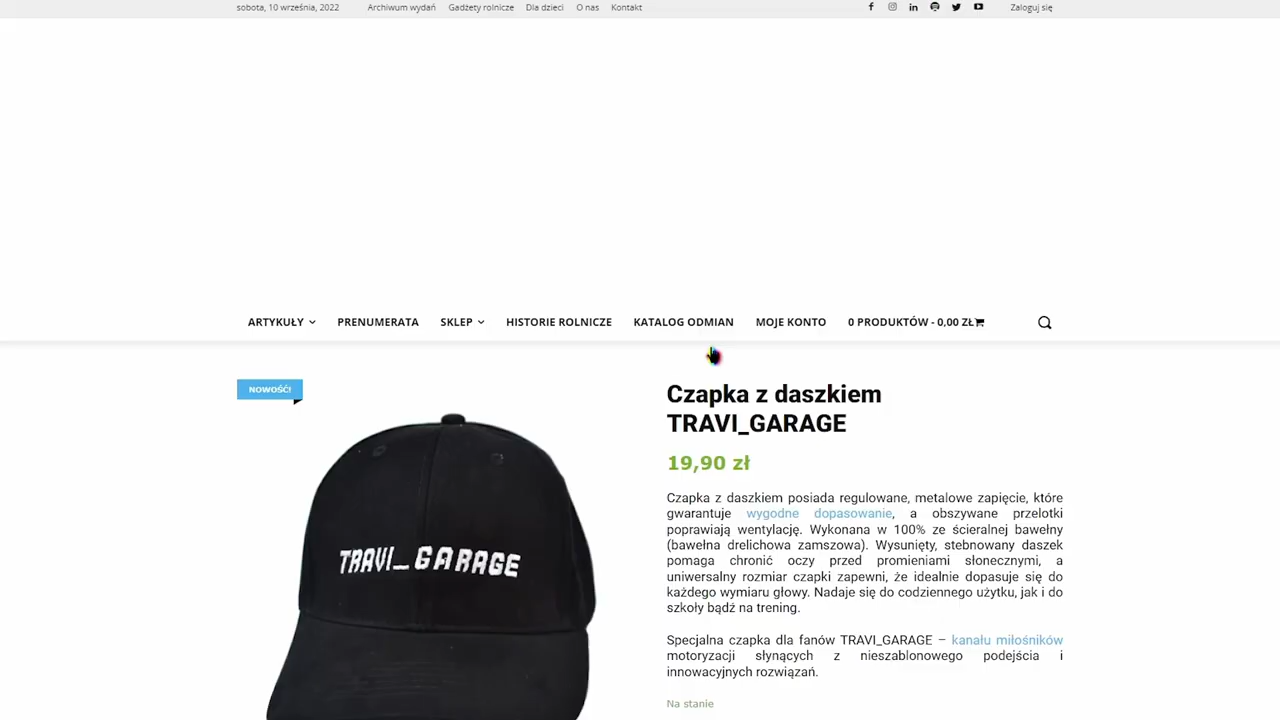 sobota, 10 września, 2022 Archiwum wydań Gadżety rolnicze Dla dzieci O nas Kontakt Zaloguj się
ARTYKUŁY PRENUMERATA SKLEP HISTORIE ROLNICZE KATALOG ODMIAN MOJE KONTO 0 PRODUKTÓW - 0,00 ZŁ
NOWOŚĆ!
TRAVI_GARAGE
Czapka z daszkiem
TRAVI_GARAGE
19,90 zł
Czapka z daszkiem posiada regulowane, metalowe zapięcie, które
gwarantuje wygodne dopasowanie, a obszywane przelotki
poprawiają wentylację. Wykonana w 100% ze ścieralnej bawełny
(bawełna drelichowa zamszowa). Wysunięty, stebnowany daszek
pomaga chronić oczy przed promieniami słonecznymi, a
uniwersalny rozmiar czapki zapewni, że idealnie dopasuje się do
każdego wymiaru głowy. Nadaje się do codziennego użytku, jak i do
szkoły bądź na trening.
Specjalna czapka dla fanów TRAVI_GARAGE – kanału miłośników
motoryzacji słynących z nieszablonowego podejścia i
innowacyjnych rozwiązań.
Na stanie